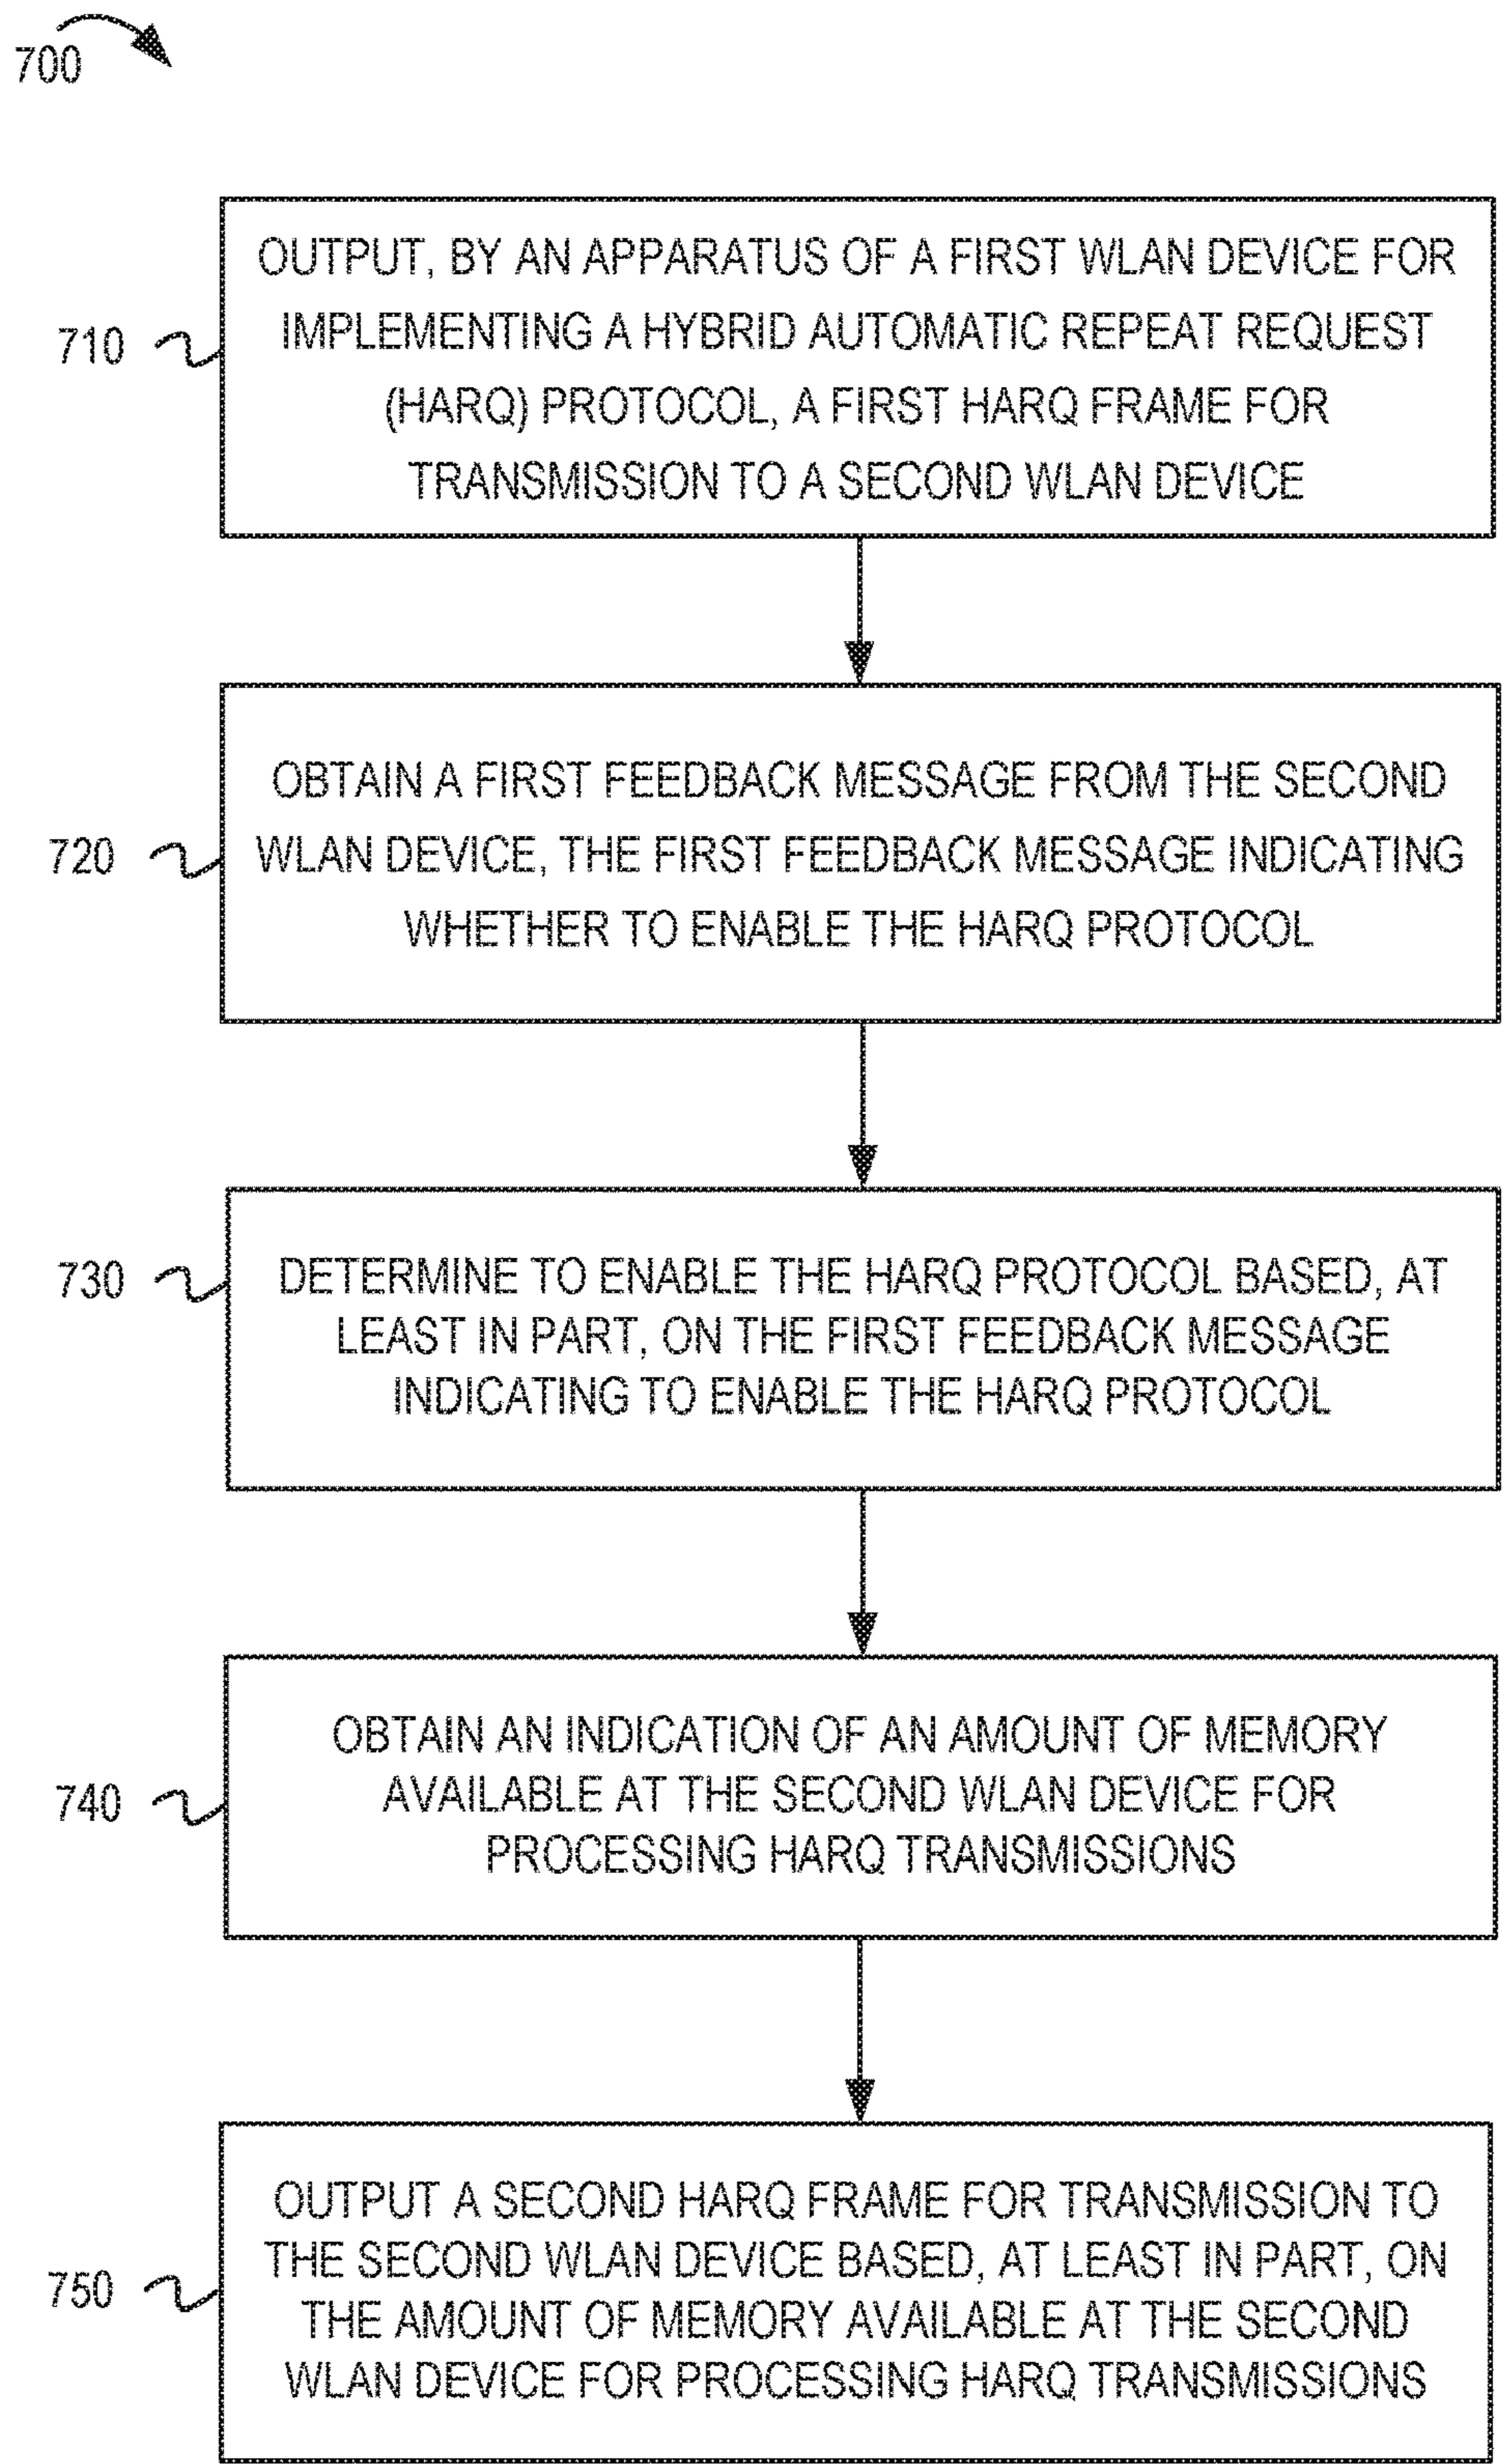 700
710
OUTPUT, BY AN APPARATUS OF A FIRST WLAN DEVICE FOR
IMPLEMENTING A HYBRID AUTOMATIC REPEAT REQUEST
(HARQ) PROTOCOL, A FIRST HARQ FRAME FOR
TRANSMISSION TO A SECOND WLAN DEVICE
720
OBTAIN A FIRST FEEDBACK MESSAGE FROM THE SECOND
WLAN DEVICE, THE FIRST FEEDBACK MESSAGE INDICATING
WHETHER TO ENABLE THE HARQ PROTOCOL
730
DETERMINE TO ENABLE THE HARQ PROTOCOL BASED, AT
LEAST IN PART, ON THE FIRST FEEDBACK MESSAGE
INDICATING TO ENABLE THE HARQ PROTOCOL
740
OBTAIN AN INDICATION OF AN AMOUNT OF MEMORY
AVAILABLE AT THE SECOND WLAN DEVICE FOR
PROCESSING HARQ TRANSMISSIONS
750
OUTPUT A SECOND HARQ FRAME FOR TRANSMISSION TO
THE SECOND WLAN DEVICE BASED, AT LEAST IN PART, ON
THE AMOUNT OF MEMORY AVAILABLE AT THE SECOND
WLAN DEVICE FOR PROCESSING HARQ TRANSMISSIONS